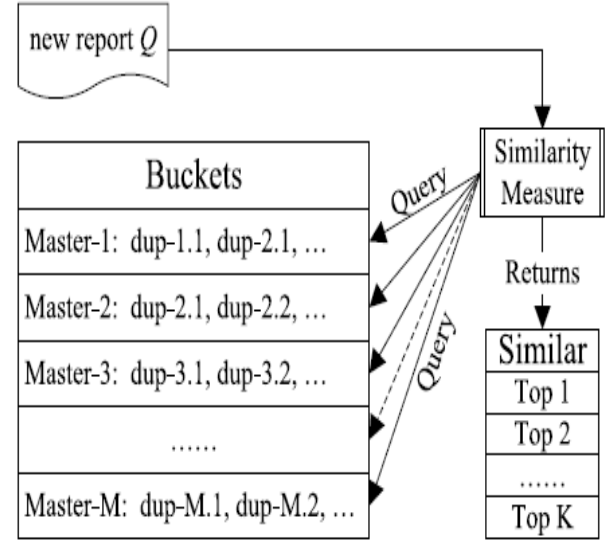 new report Q
Similarity
Measure
Query
Query
Returns
Buckets
Master-1: dup-1.1, dup-2.1, ...
Master-2: dup-2.1, dup-2.2, ...
Master-3: dup-3.1, dup-3.2, ...
......
Master-M: dup-M.1, dup-M.2, ...
Similar
Top 1
Top 2
......
Top K